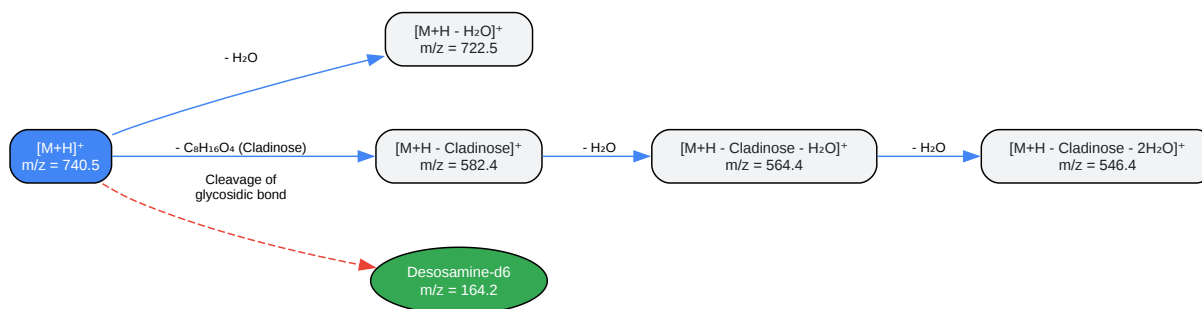 [M+H - H₂O]⁺
m/z = 722.5
- H₂O
[M+H]⁺
m/z = 740.5
- C₈H₁₆O₄ (Cladinose)
[M+H - Cladinose]⁺
m/z = 582.4
- H₂O
[M+H - Cladinose - H₂O]⁺
m/z = 564.4
- H₂O
[M+H - Cladinose - 2H₂O]⁺
m/z = 546.4
Cleavage of
glycosidic bond
Desosamine-d6
m/z = 164.2